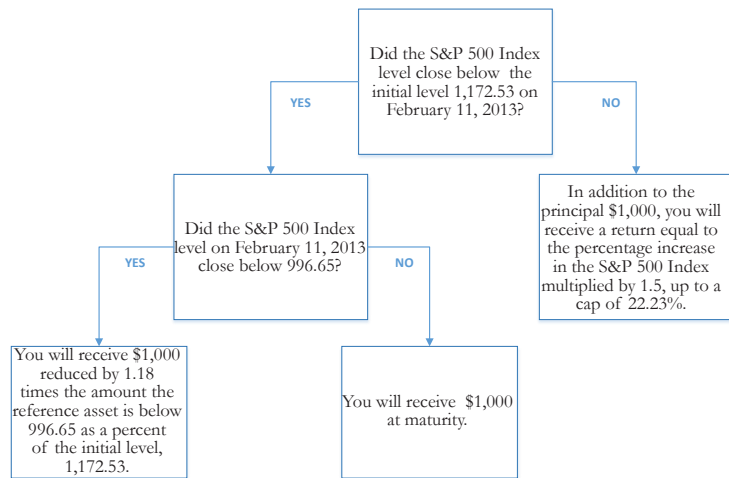 Did the S&P 500 Index
level close below the
initial level 1,172.53 on
February 11, 2013?
YES
NO
Did the S&P 500 Index
level on February 11, 2013
close below 996.65?
In addition to the
principal $1,000, you will
receive a return equal to
the percentage increase
in the S&P 500 Index
multiplied by 1.5, up to a
cap of 22.23%.
YES
NO
You will receive $1,000
reduced by 1.18
times the amount the
reference asset is below
996.65 as a percent
of the initial level,
1,172.53.
You will receive $1,000
at maturity.